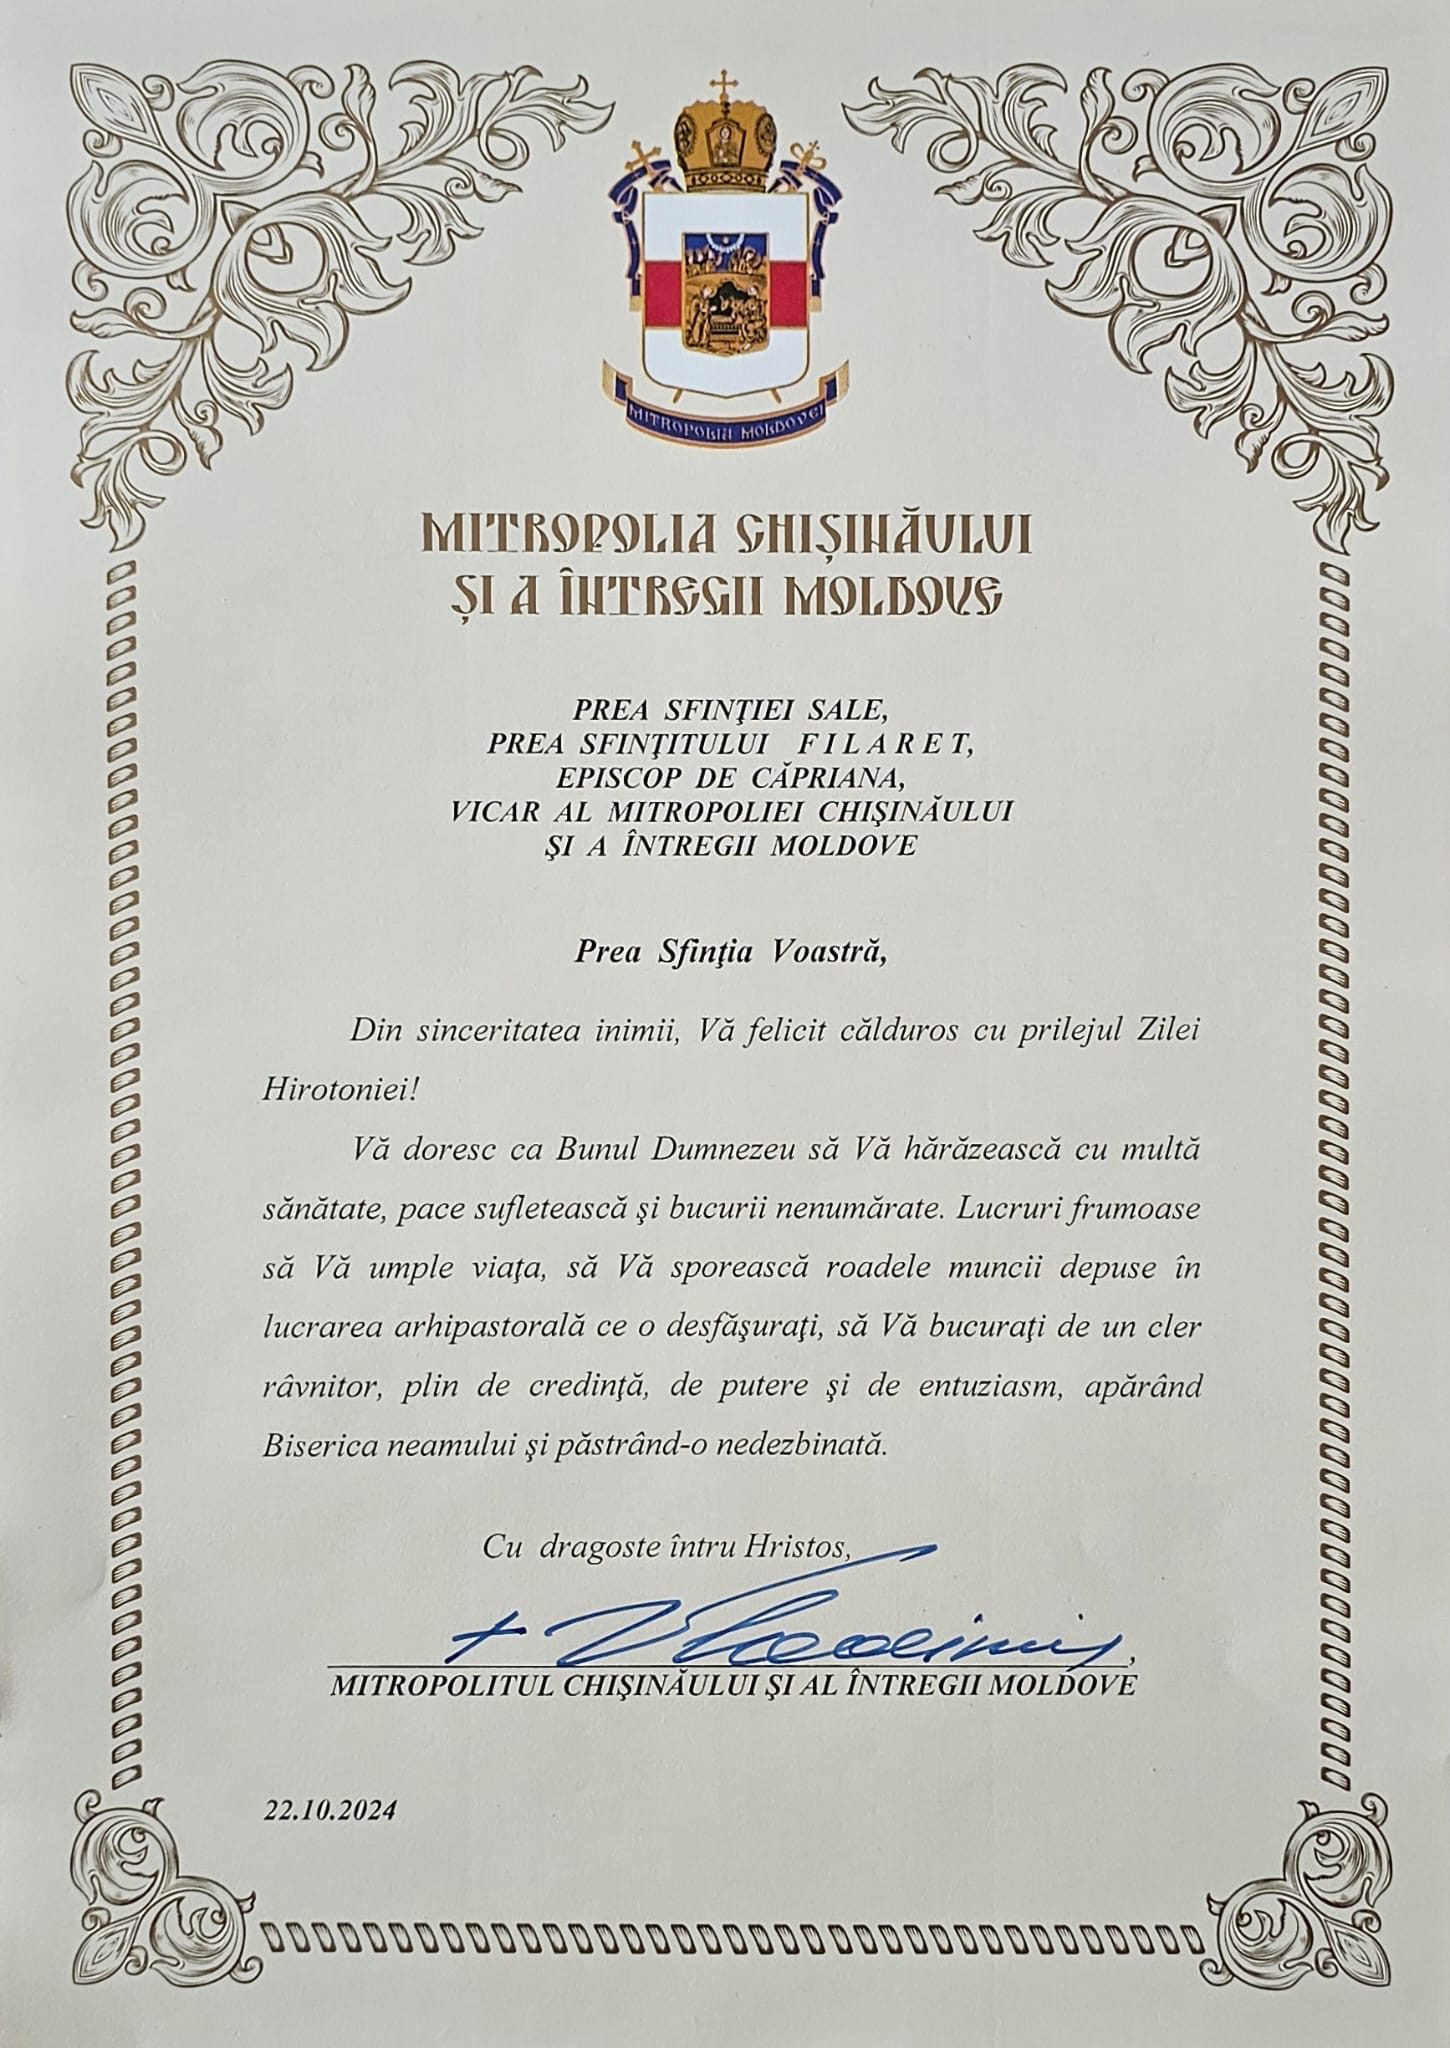 MITROPOLIA MOLDOVEI
MITROPOLIA CHIȘINĂULUI
ȘI A ÎNTREGII MOLDOVE
PREA SFINŢIEI SALE,
PREA SFINŢITULUI F I L A R E T,
EPISCOP DE CĂPRIANA,
VICAR AL MITROPOLIEI CHIŞINĂULUI
ŞI A ÎNTREGII MOLDOVE
Prea Sfinţia Voastră,
Din sinceritatea inimii, Vă felicit călduros cu prilejul Zilei
Hirotoniei!
Vă doresc ca Bunul Dumnezeu să Vă hărăzească cu multă
sănătate, pace sufletească şi bucurii nenumărate. Lucruri frumoase
să Vă umple viaţa, să Vă sporească roadele muncii depuse în
lucrarea arhipastorală ce o desfăşuraţi, să Vă bucuraţi de un cler
râvnitor, plin de credinţă, de putere şi de entuziasm, apărând
Biserica neamului şi păstrând-o nedezbinată.
Cu dragoste întru Hristos,
+ Vladimir,
MITROPOLITUL CHIŞINĂULUI ŞI AL ÎNTREGII MOLDOVE
22.10.2024